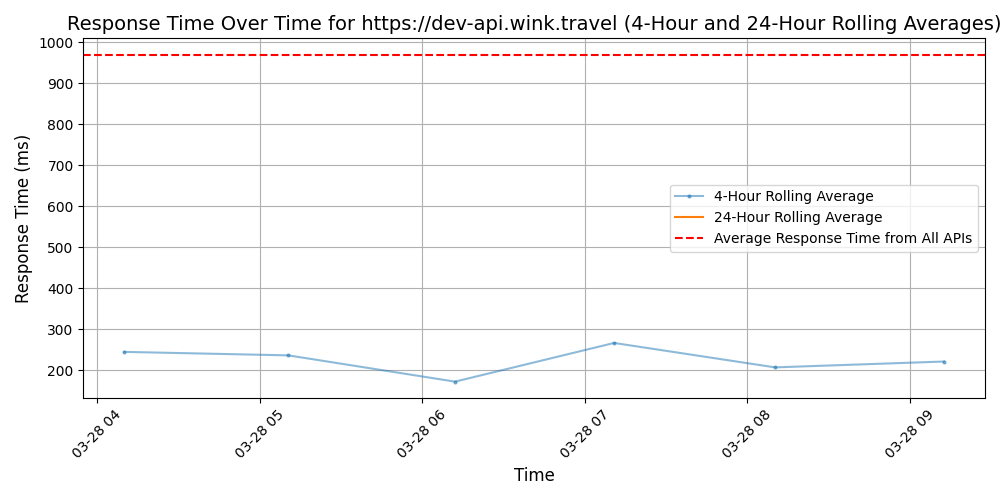 Response Time Over Time for https://dev-api.wink.travel (4-Hour and 24-Hour Rolling Averages)
Response Time (ms)
1000
900
800
700
600
500
400
300
200
4-Hour Rolling Average
24-Hour Rolling Average
Average Response Time from All APIs
03-28 04
03-28 05
03-28 06
03-28 07
03-28 08
03-28 09
Time